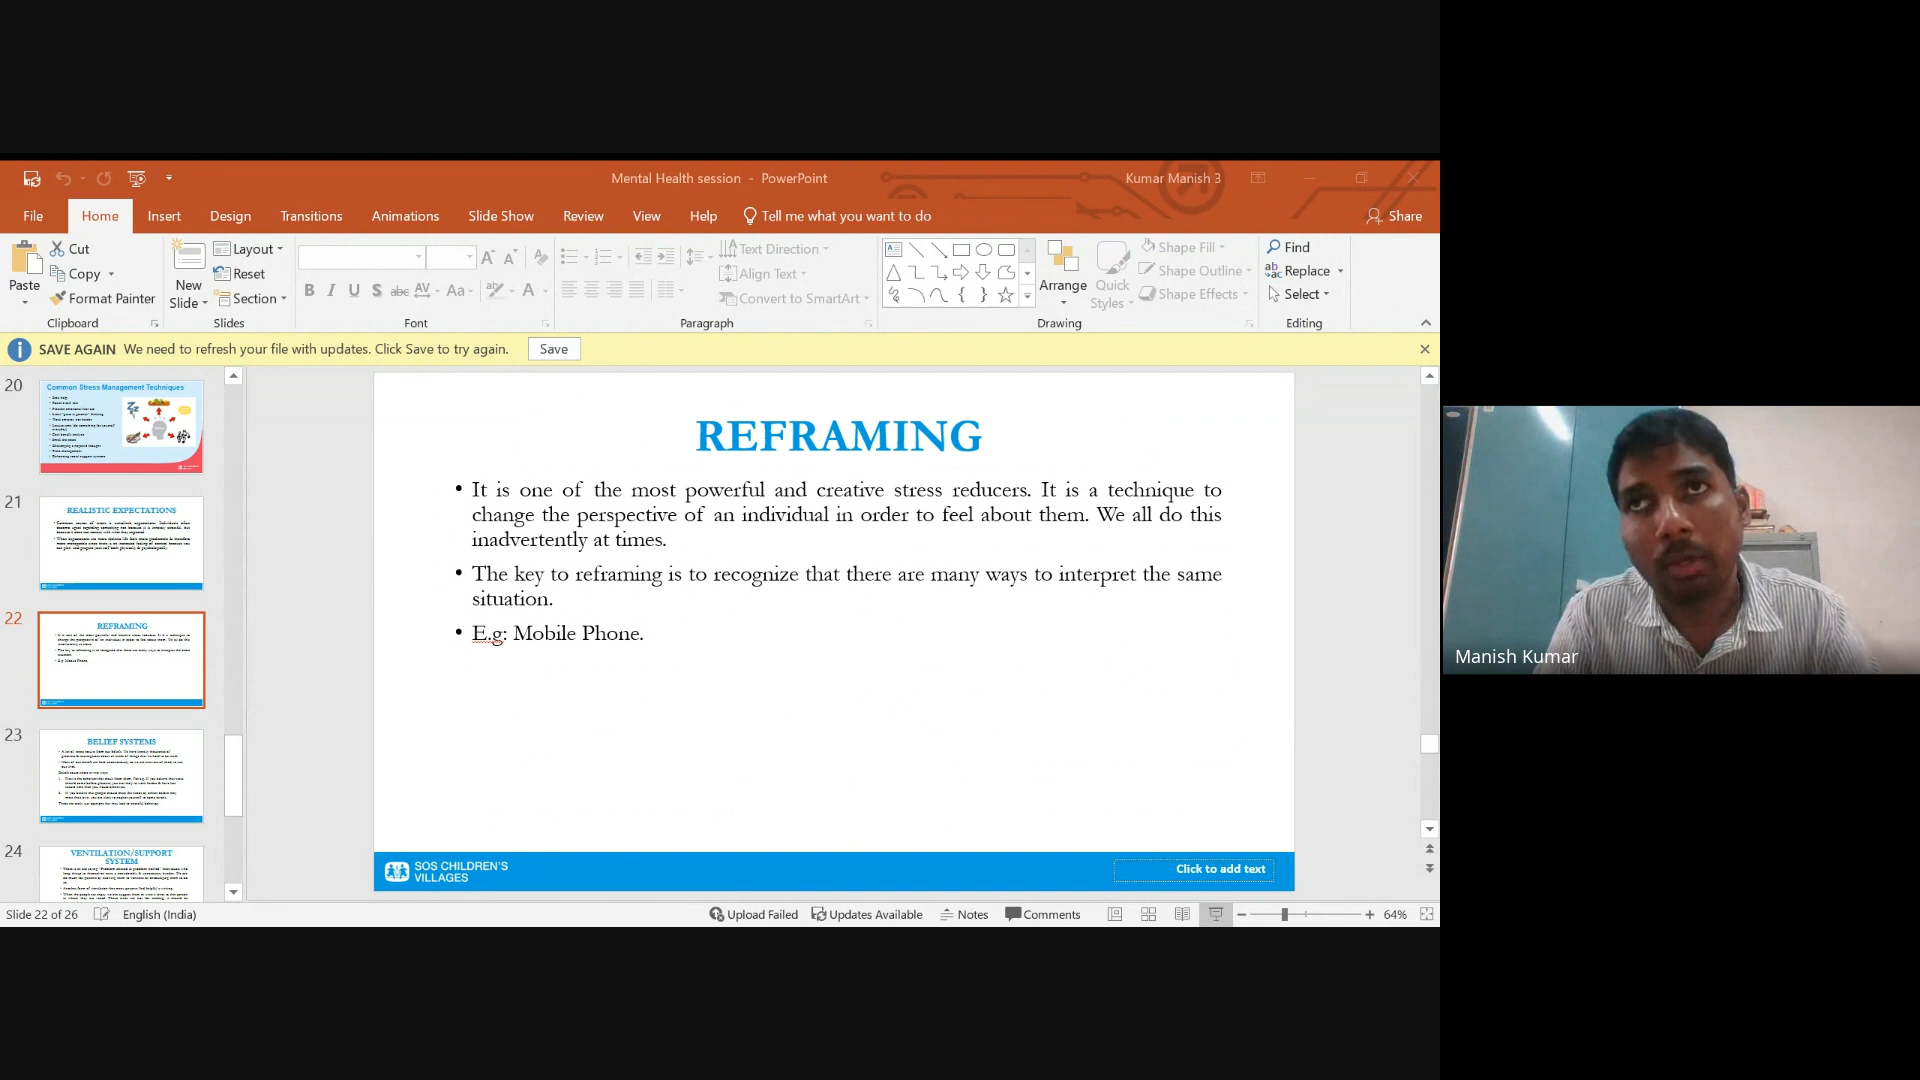 Mental Health session - PowerPoint
Kumar Manish 3
File Home Insert Design Transitions Animations Slide Show Review View Help Tell me what you want to do Share
Paste
Cut
Copy
Format Painter
Clipboard
New
Slide
Layout
Reset
Section
Slides
B I U S abc AV Aa A
Font
Text Direction
Align Text
Convert to SmartArt
Paragraph
Arrange
Quick
Styles
Shape Fill
Shape Outline
Shape Effects
Drawing
Find
Replace
Select
Editing
SAVE AGAIN We need to refresh your file with updates. Click Save to try again. Save
20
Common Stress Management Techniques
21
REALISTIC EXPECTATIONS
22
REFRAMING
23
BELIEF SYSTEMS
24
VENTILATION/SUPPORT
SYSTEM
REFRAMING
• It is one of the most powerful and creative stress reducers. It is a technique to
change the perspective of an individual in order to feel about them. We all do this
inadvertently at times.
• The key to reframing is to recognize that there are many ways to interpret the same
situation.
• E.g: Mobile Phone.
SOS CHILDREN'S
VILLAGES
Click to add text
Slide 22 of 26 English (India) Upload Failed Updates Available Notes Comments 64%
Manish Kumar